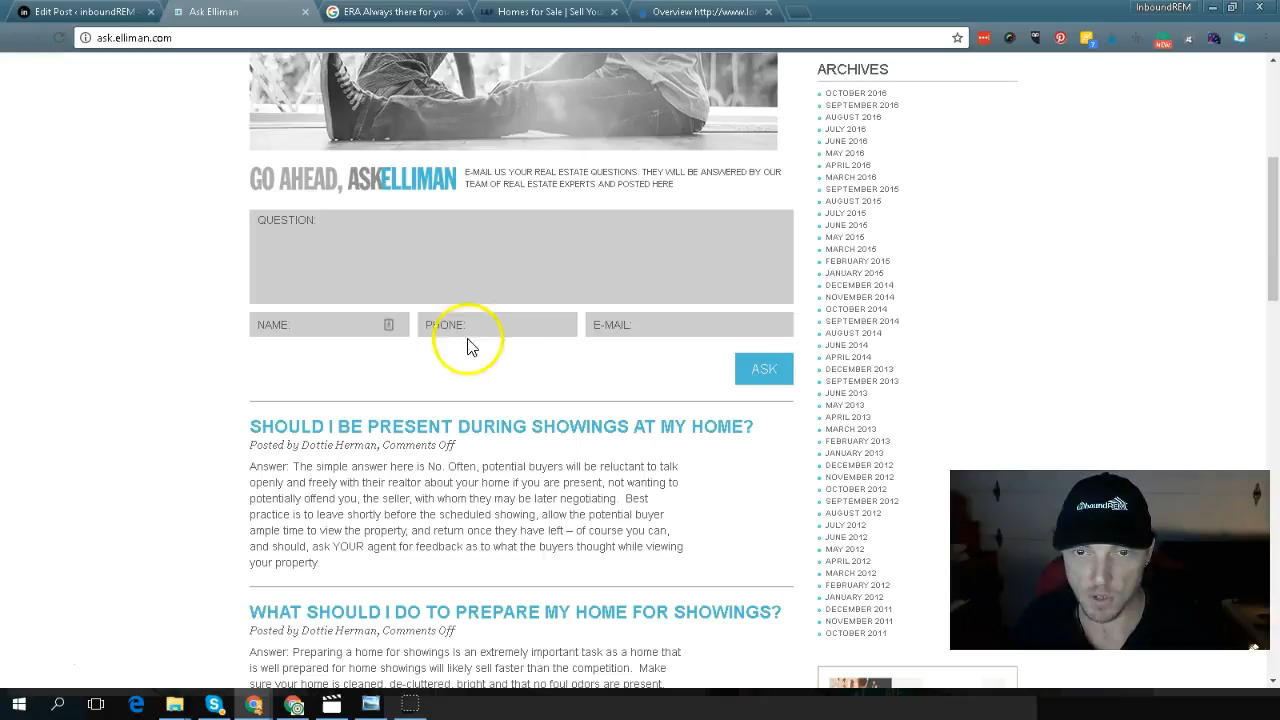 Edit Post ‹ inboundREM
Ask Elliman
ERA Always there for you
Homes for Sale | Sell You
Overview http://www.lor
InboundREM
ask.elliman.com
NEW
7
GO AHEAD, ASKELLIMAN
E-MAIL US YOUR REAL ESTATE QUESTIONS. THEY WILL BE ANSWERED BY OUR
TEAM OF REAL ESTATE EXPERTS AND POSTED HERE
QUESTION:
NAME:
PHONE:
E-MAIL:
ASK
SHOULD I BE PRESENT DURING SHOWINGS AT MY HOME?
Posted by Dottie Herman, Comments Off
Answer: The simple answer here is No. Often, potential buyers will be reluctant to talk
openly and freely with their realtor about your home if you are present, not wanting to
potentially offend you, the seller, with whom they may be later negotiating. Best
practice is to leave shortly before the scheduled showing, allow the potential buyer
ample time to view the property, and return once they have left – of course you can,
and should, ask YOUR agent for feedback as to what the buyers thought while viewing
your property.
WHAT SHOULD I DO TO PREPARE MY HOME FOR SHOWINGS?
Posted by Dottie Herman, Comments Off
Answer: Preparing a home for showings is an extremely important task as a home that
is well prepared for home showings will likely sell faster than the competition. Make
sure your home is cleaned, de-cluttered, bright and that no foul odors are present.
ARCHIVES
OCTOBER 2016
SEPTEMBER 2016
AUGUST 2016
JULY 2016
JUNE 2016
MAY 2016
APRIL 2016
MARCH 2016
SEPTEMBER 2015
AUGUST 2015
JULY 2015
JUNE 2015
MAY 2015
MARCH 2015
FEBRUARY 2015
JANUARY 2015
DECEMBER 2014
NOVEMBER 2014
OCTOBER 2014
SEPTEMBER 2014
AUGUST 2014
JUNE 2014
APRIL 2014
DECEMBER 2013
SEPTEMBER 2013
JUNE 2013
MAY 2013
APRIL 2013
MARCH 2013
FEBRUARY 2013
JANUARY 2013
DECEMBER 2012
NOVEMBER 2012
OCTOBER 2012
SEPTEMBER 2012
AUGUST 2012
JULY 2012
JUNE 2012
MAY 2012
APRIL 2012
MARCH 2012
FEBRUARY 2012
JANUARY 2012
DECEMBER 2011
NOVEMBER 2011
OCTOBER 2011
InboundREM